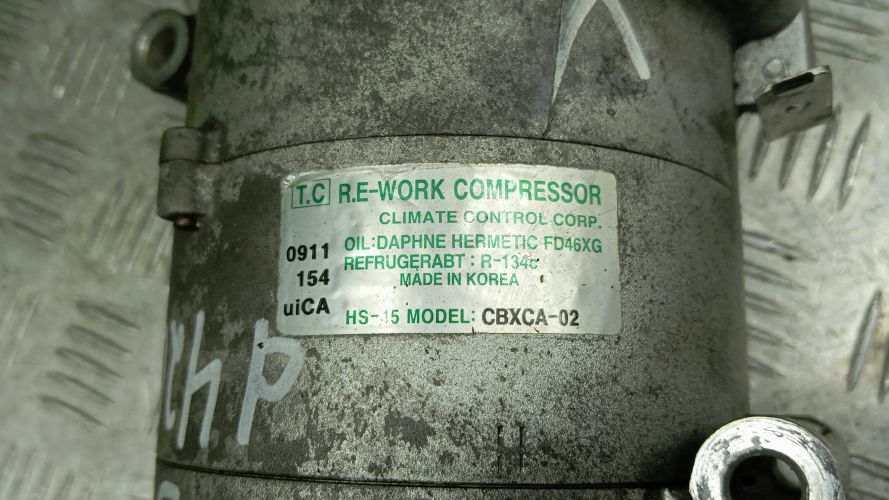 T.C R.E-WORK COMPRESSOR
CLIMATE CONTROL CORP.
0911 OIL:DAPHNE HERMETIC FD46XG
REFRUGERABT : R-134c
154 MADE IN KOREA
uiCA HS-15 MODEL: CBXCA-02
H